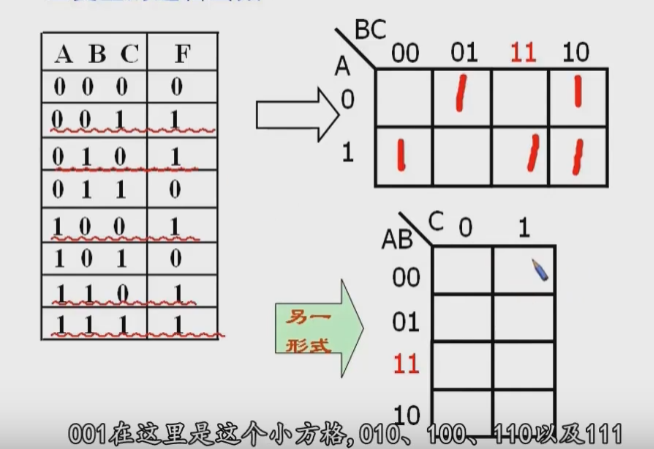 A B C F
0 0 0 0
0 0 1 1
0 1 0 1
0 1 1 0
1 0 0 1
1 0 1 0
1 1 0 1
1 1 1 1
BC
A
00 01 11 10
0 1 1
1 1 1 1
C 0 1
AB
00
01
11
10
另一
形式
001在这里是这个小方格,010、100、110以及111